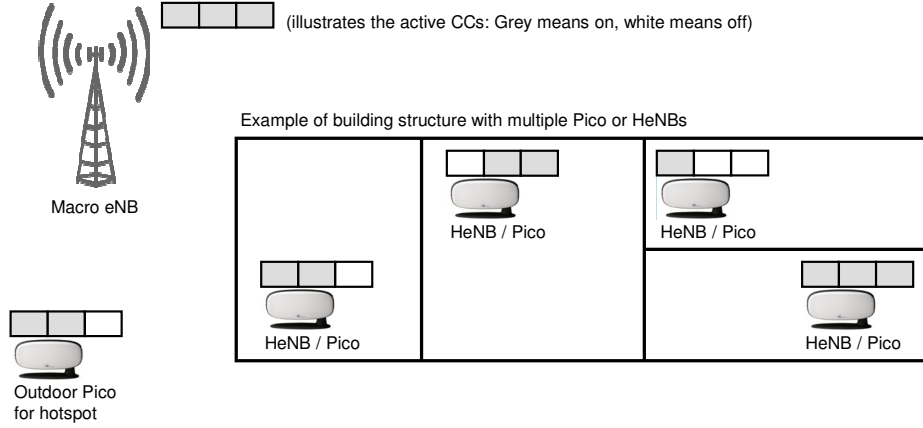 (illustrates the active CCs: Grey means on, white means off)
Example of building structure with multiple Pico or HeNBs
Macro eNB
HeNB / Pico
HeNB / Pico
HeNB / Pico
HeNB / Pico
Outdoor Pico
for hotspot